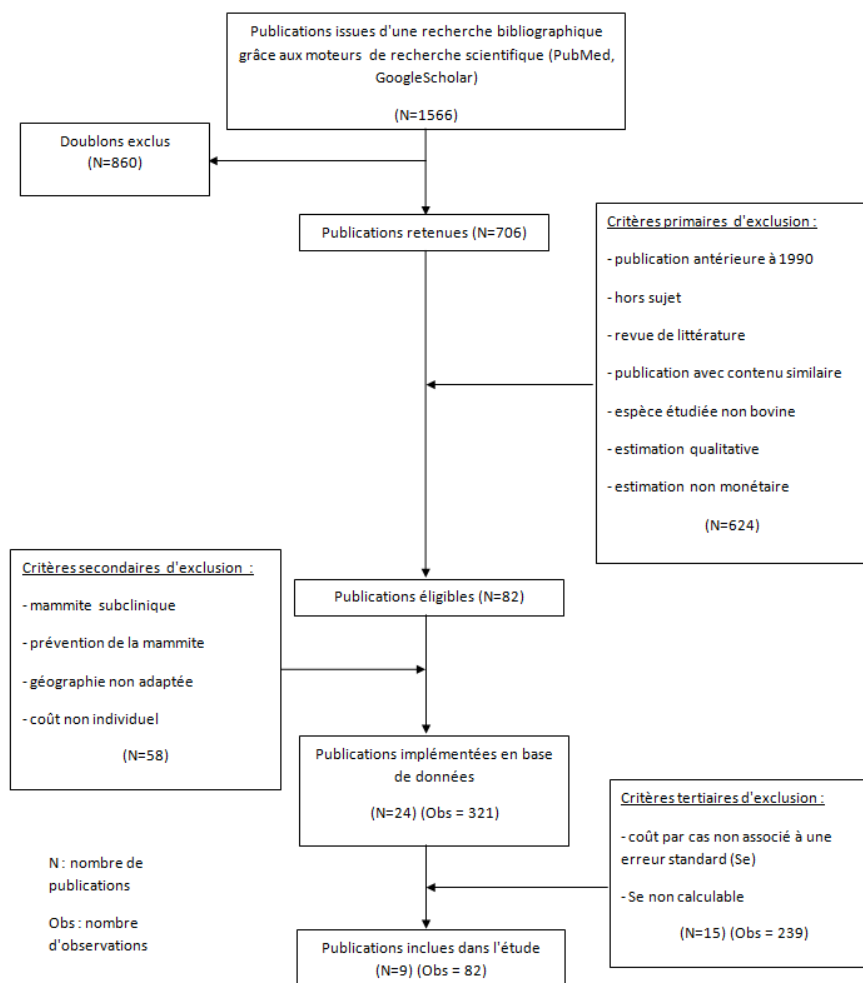 Publications issues d'une recherche bibliographique
grâce aux moteurs de recherche scientifique (PubMed,
GoogleScholar)
(N=1566)
Doublons exclus
(N=860)
Publications retenues (N=706)
Critères primaires d'exclusion :
- publication antérieure à 1990
- hors sujet
- revue de littérature
- publication avec contenu similaire
- espèce étudiée non bovine
- estimation qualitative
- estimation non monétaire
(N=624)
Critères secondaires d'exclusion :
- mammite subclinique
- prévention de la mammite
- géographie non adaptée
- coût non individuel
(N=58)
Publications éligibles (N=82)
Publications implémentées en base
de données
(N=24) (Obs = 321)
Critères tertiaires d'exclusion :
- coût par cas non associé à une
erreur standard (Se)
- Se non calculable
(N=15) (Obs = 239)
N : nombre de
publications
Obs : nombre
d'observations
Publications inclues dans l'étude
(N=9) (Obs = 82)